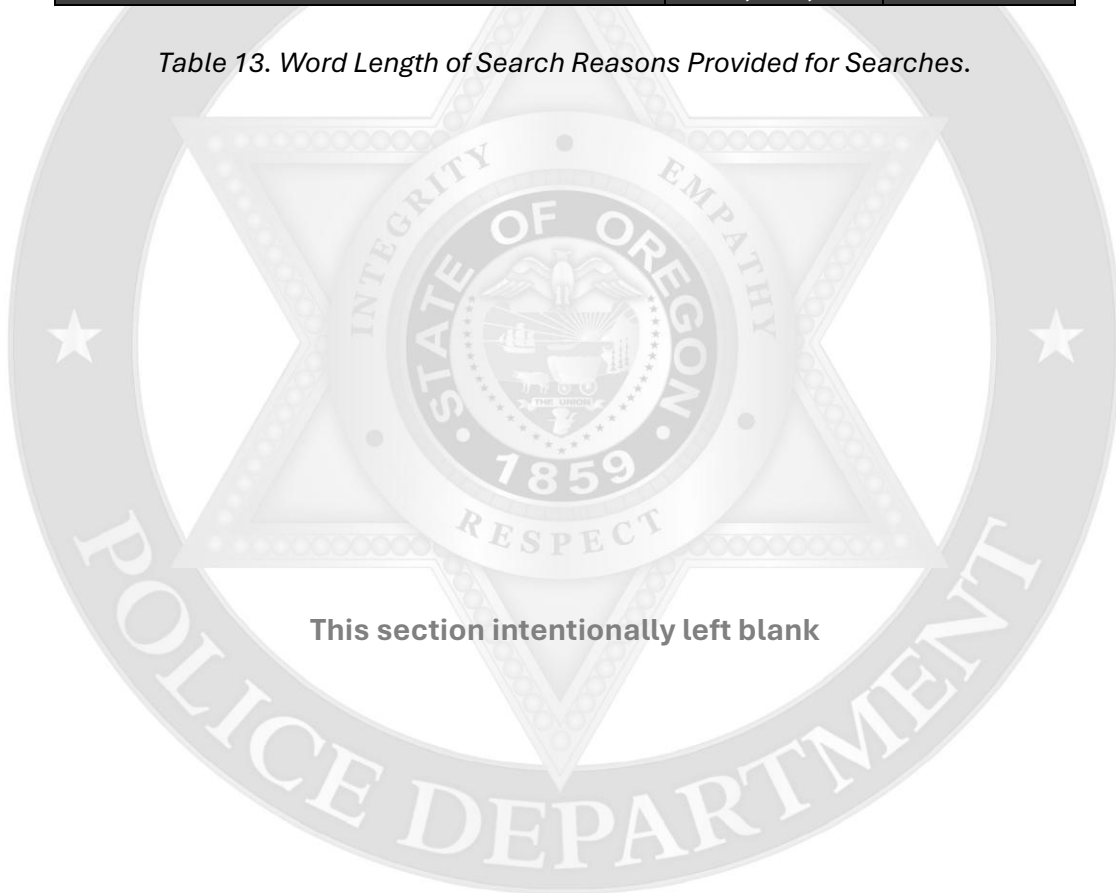 Table 13. Word Length of Search Reasons Provided for Searches.
INTEGRITY
EMPATHY
STATE OF OREGON
THE UNION
1859
RESPECT
This section intentionally left blank
POLICE DEPARTMENT